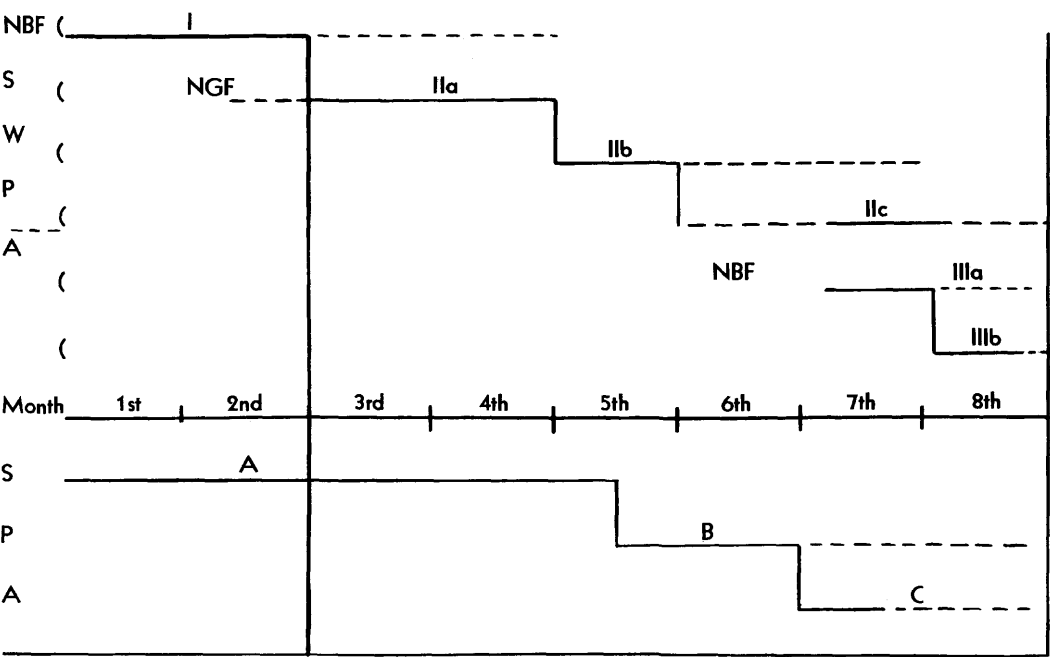 NBF ( I
S ( NGF IIa
W ( IIb
P ( IIc
A
( NBF IIIa
( IIIb
Month 1st 2nd 3rd 4th 5th 6th 7th 8th
S A
P B
A C